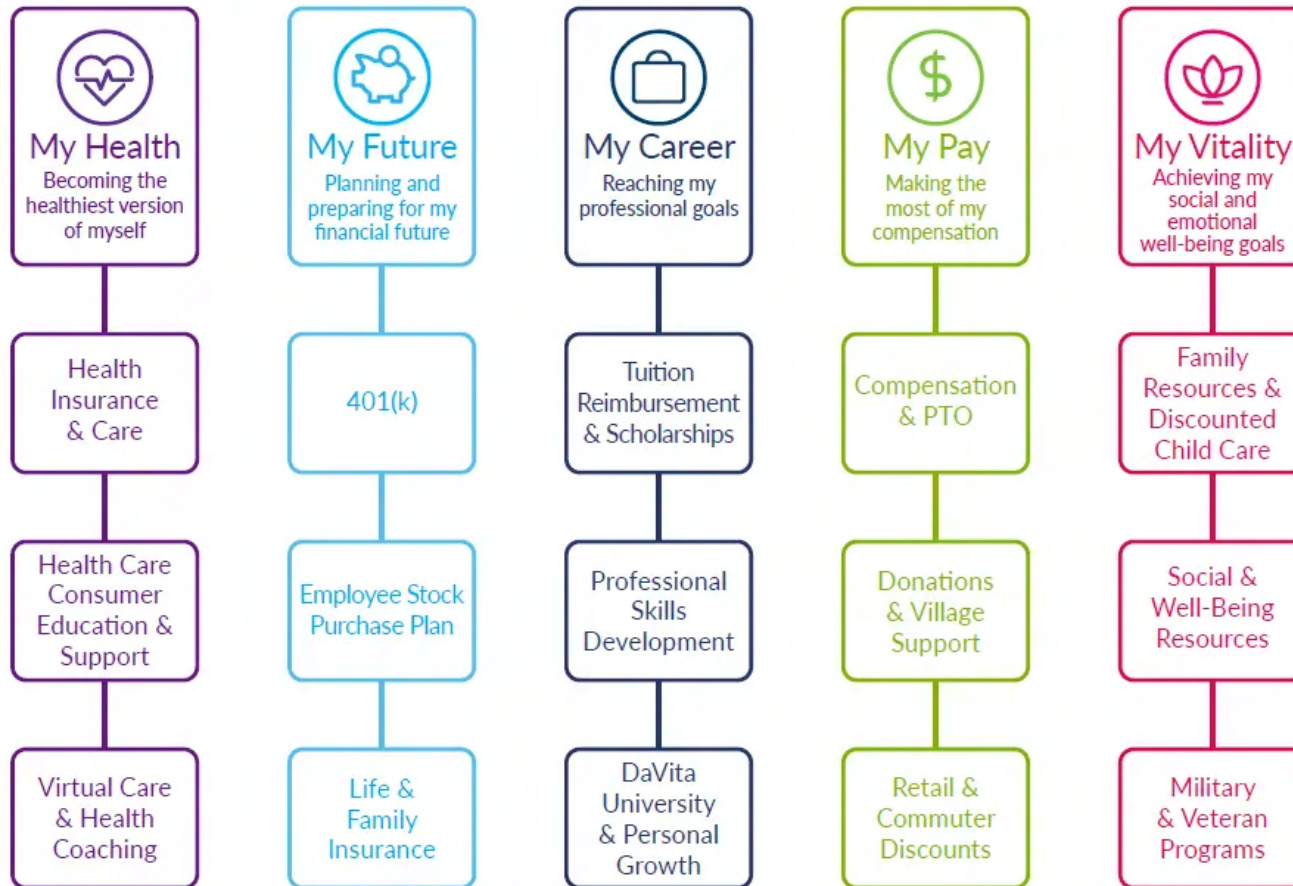 My Health
Becoming the
healthiest version
of myself
My Future
Planning and
preparing for my
financial future
My Career
Reaching my
professional goals
$
My Pay
Making the
most of my
compensation
My Vitality
Achieving my
social and
emotional
well-being goals
Health
Insurance
& Care
401(k)
Tuition
Reimbursement
& Scholarships
Compensation
& PTO
Family
Resources &
Discounted
Child Care
Health Care
Consumer
Education &
Support
Employee Stock
Purchase Plan
Professional
Skills
Development
Donations
& Village
Support
Social &
Well-Being
Resources
Virtual Care
& Health
Coaching
Life &
Family
Insurance
DaVita
University
& Personal
Growth
Retail &
Commuter
Discounts
Military
& Veteran
Programs